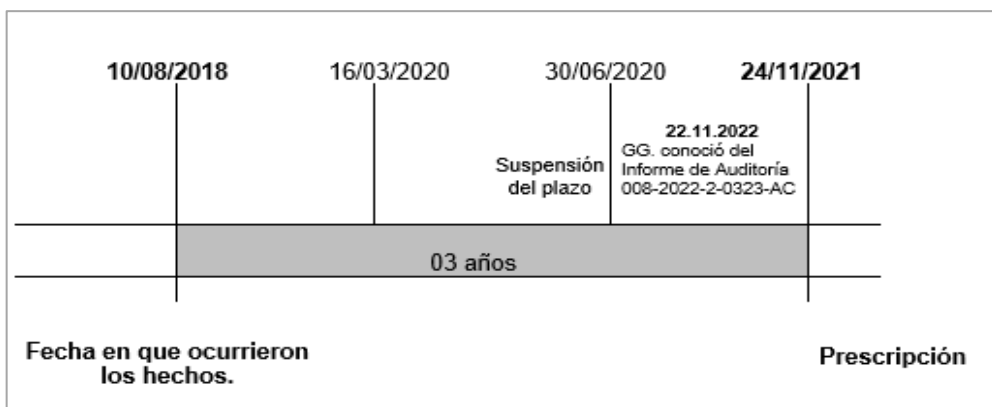 10/08/2018 16/03/2020 30/06/2020 24/11/2021
Suspensión
del plazo
22.11.2022
GG. conoció del
Informe de Auditoría
008-2022-2-0323-AC
03 años
Fecha en que ocurrieron
los hechos.
Prescripción